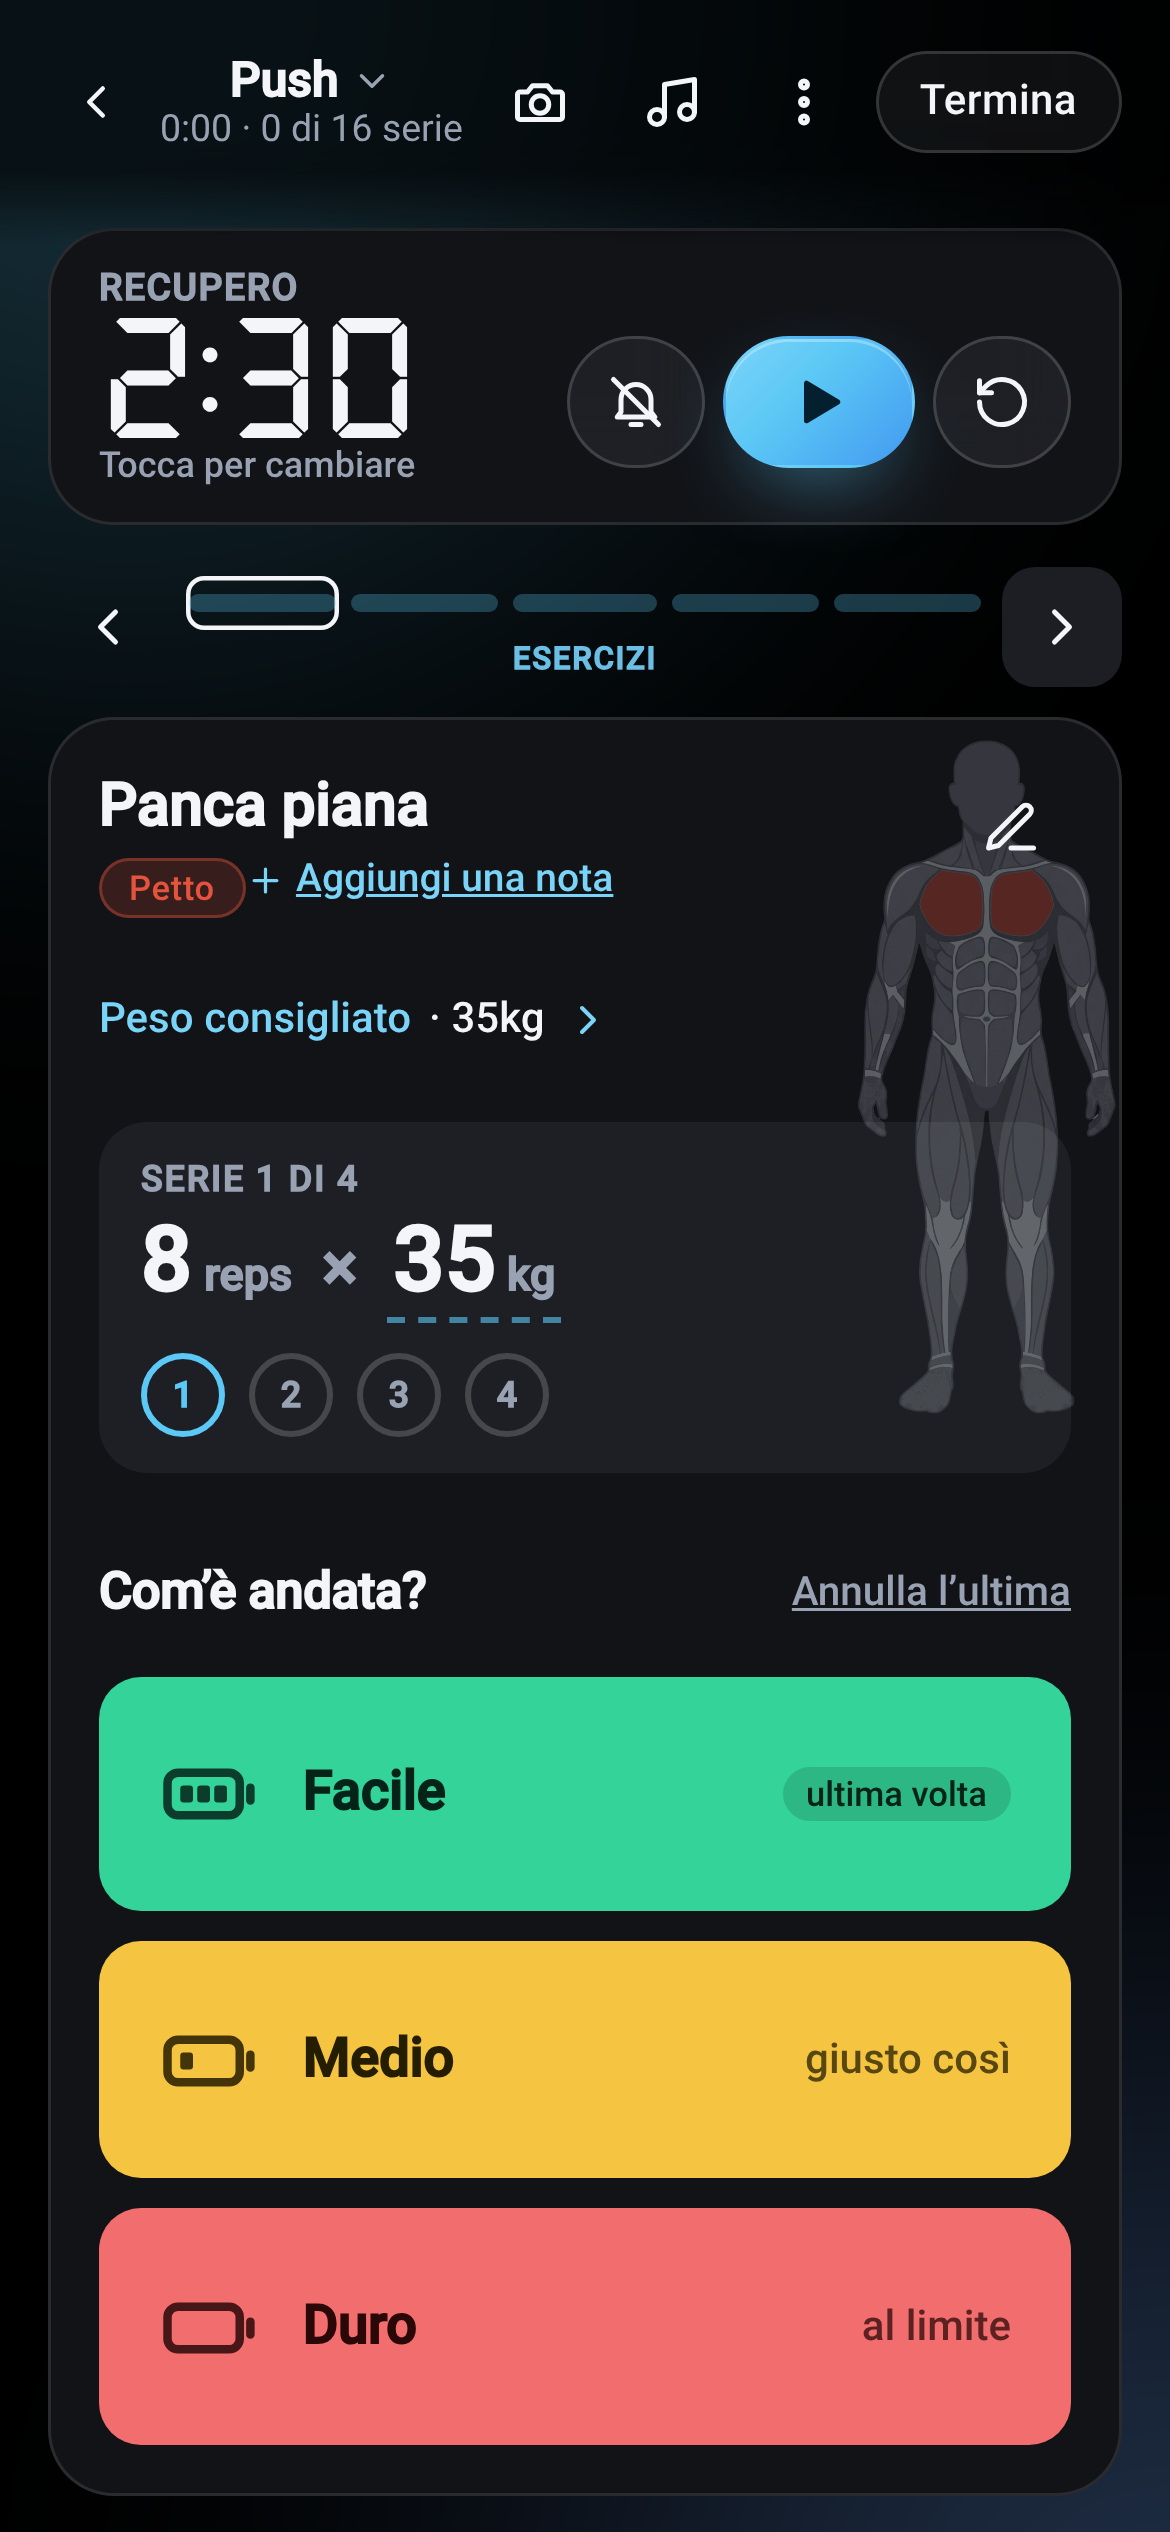 Push
0:00 · 0 di 16 serie
Termina
RECUPERO
2:30
Tocca per cambiare
ESERCIZI
Panca piana
Petto
+ Aggiungi una nota
Peso consigliato · 35kg
SERIE 1 DI 4
8 reps × 35 kg
1 2 3 4
Com’è andata?
Annulla l’ultima
Facile
ultima volta
Medio
giusto così
Duro
al limite